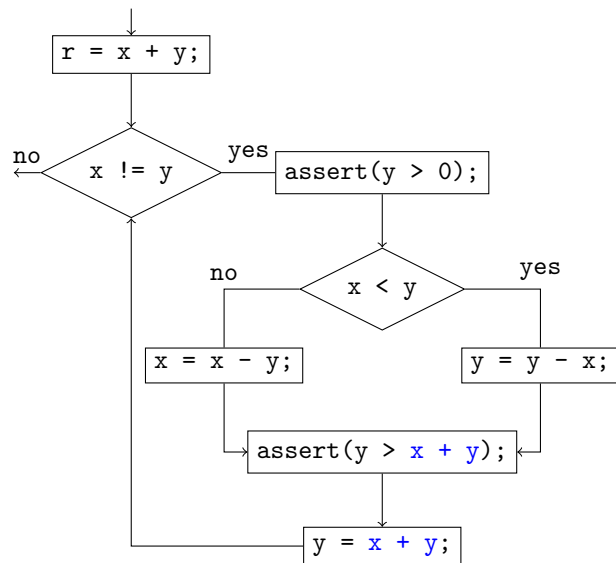 r = x + y;
no
x != y
yes
assert(y > 0);
no
x < y
yes
x = x - y;
y = y - x;
assert(y > x + y);
y = x + y;